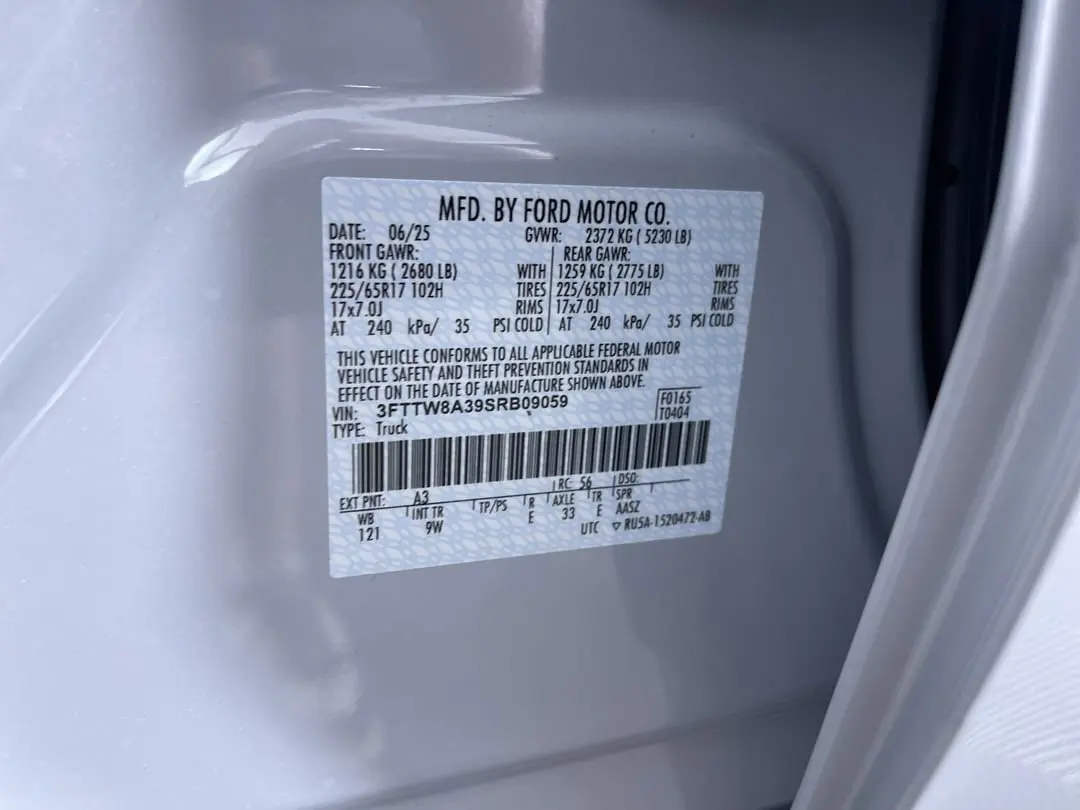 MFD. BY FORD MOTOR CO.
DATE: 06/25 GVWR: 2372 KG ( 5230 LB)
FRONT GAWR: REAR GAWR:
1216 KG ( 2680 LB) WITH 1259 KG ( 2775 LB) WITH
225/65R17 102H TIRES 225/65R17 102H TIRES
17x7.0J RIMS 17x7.0J RIMS
AT 240 kPa/ 35 PSI COLD AT 240 kPa/ 35 PSI COLD
THIS VEHICLE CONFORMS TO ALL APPLICABLE FEDERAL MOTOR
VEHICLE SAFETY AND THEFT PREVENTION STANDARDS IN
EFFECT ON THE DATE OF MANUFACTURE SHOWN ABOVE.
VIN: 3FTTW8A39SRB09059 F0165
TYPE: Truck T0404
EXT PNT: A3 RC: 56 DSO:
WB INT TR TP/PS R AXLE TR SPR
121 9W E 33 E AASZ
UTC ▽ RU5A-1520472-AB